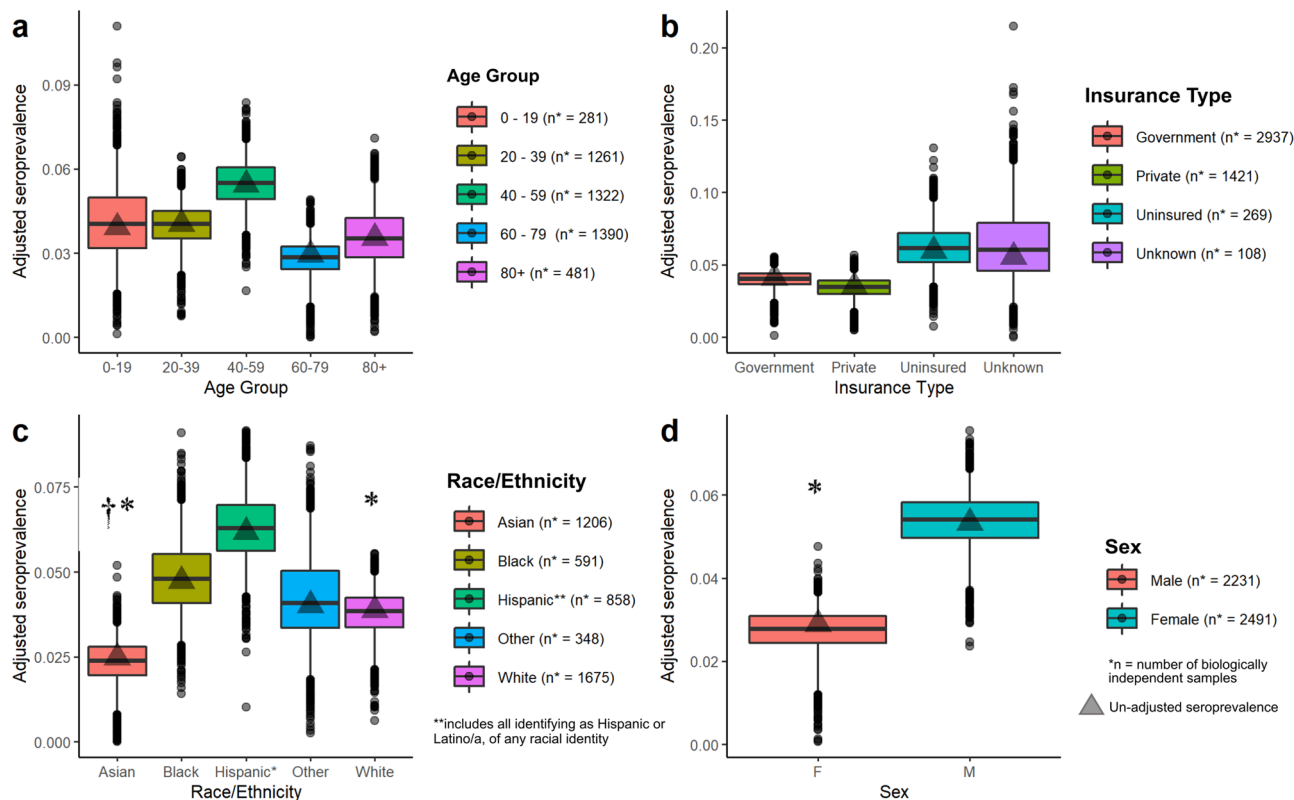 a
Adjusted seroprevalence
0.09
0.06
0.03
0.00
0-19
20-39
40-59
60-79
80+
Age Group
Age Group
0 - 19 (n* = 281)
20 - 39 (n* = 1261)
40 - 59 (n* = 1322)
60 - 79 (n* = 1390)
80+ (n* = 481)
b
Adjusted seroprevalence
0.20
0.15
0.10
0.05
0.00
Government
Private
Uninsured
Unknown
Insurance Type
Insurance Type
Government (n* = 2937)
Private (n* = 1421)
Uninsured (n* = 269)
Unknown (n* = 108)
c
Adjusted seroprevalence
0.075
0.050
0.025
0.000
†*
*
Asian
Black
Hispanic*
Other
White
Race/Ethnicity
Race/Ethnicity
Asian (n* = 1206)
Black (n* = 591)
Hispanic** (n* = 858)
Other (n* = 348)
White (n* = 1675)
**includes all identifying as Hispanic or
Latino/a, of any racial identity
d
Adjusted seroprevalence
0.06
0.04
0.02
0.00
*
F
M
Sex
Sex
Male (n* = 2231)
Female (n* = 2491)
*n = number of biologically
independent samples
Un-adjusted seroprevalence